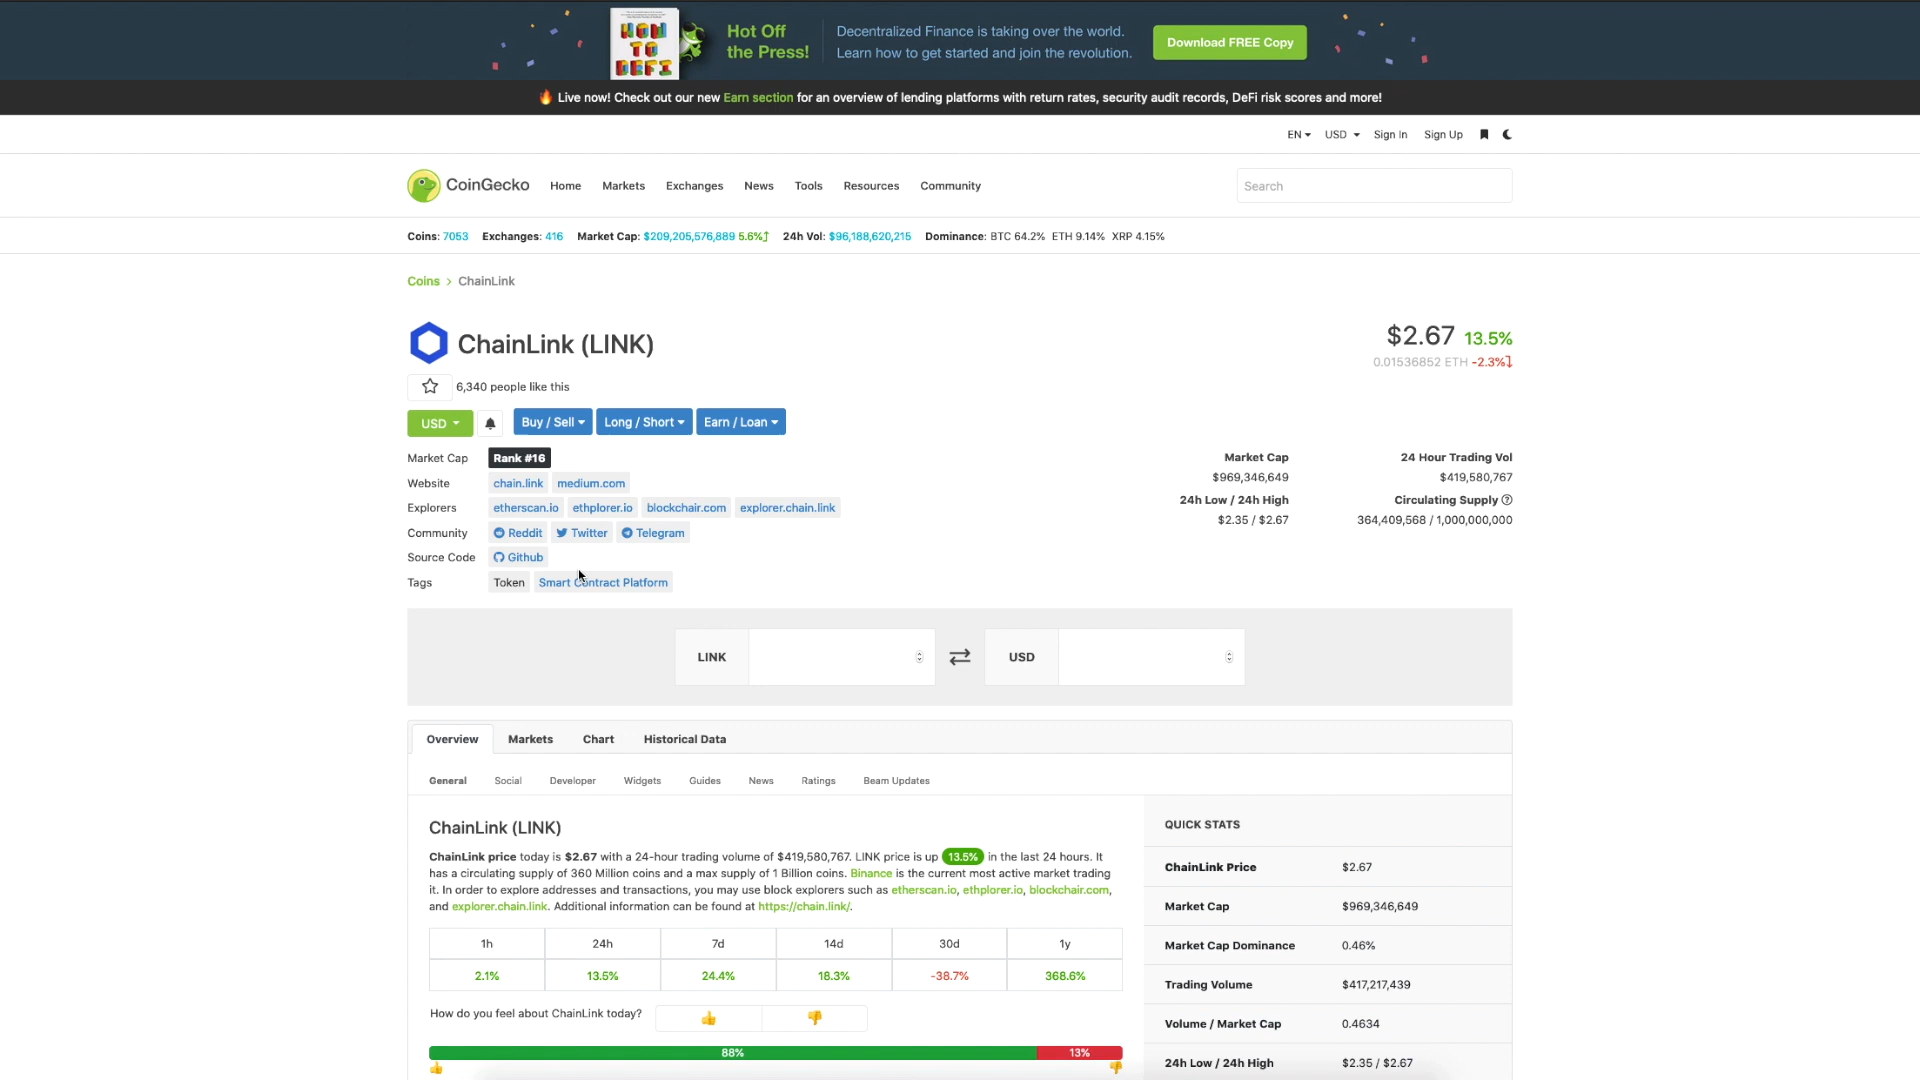 HOW
TO
DEFI
Hot Off
the Press!
Decentralized Finance is taking over the world.
Learn how to get started and join the revolution.
Download FREE Copy
🔥 Live now! Check out our new Earn section for an overview of lending platforms with return rates, security audit records, DeFi risk scores and more!
EN USD Sign In Sign Up
CoinGecko Home Markets Exchanges News Tools Resources Community Search
Coins: 7053 Exchanges: 416 Market Cap: $209,205,576,889 5.6% 24h Vol: $96,188,620,215 Dominance: BTC 64.2% ETH 9.14% XRP 4.15%
Coins > ChainLink
ChainLink (LINK)
$2.67 13.5%
0.01536852 ETH -2.3%
6,340 people like this
USD Buy / Sell Long / Short Earn / Loan
Market Cap Rank #16
Website chain.link medium.com
Explorers etherscan.io ethplorer.io blockchair.com explorer.chain.link
Community Reddit Twitter Telegram
Source Code Github
Tags Token Smart Contract Platform
Market Cap 24 Hour Trading Vol
$969,346,649 $419,580,767
24h Low / 24h High Circulating Supply
$2.35 / $2.67 364,409,568 / 1,000,000,000
LINK USD
Overview Markets Chart Historical Data
General Social Developer Widgets Guides News Ratings Beam Updates
ChainLink (LINK)
ChainLink price today is $2.67 with a 24-hour trading volume of $419,580,767. LINK price is up 13.5% in the last 24 hours. It
has a circulating supply of 360 Million coins and a max supply of 1 Billion coins. Binance is the current most active market trading
it. In order to explore addresses and transactions, you may use block explorers such as etherscan.io, ethplorer.io, blockchair.com,
and explorer.chain.link. Additional information can be found at https://chain.link/.
1h 24h 7d 14d 30d 1y
2.1% 13.5% 24.4% 18.3% -38.7% 368.6%
How do you feel about ChainLink today? 👍 👎
88% 13%
QUICK STATS
ChainLink Price $2.67
Market Cap $969,346,649
Market Cap Dominance 0.46%
Trading Volume $417,217,439
Volume / Market Cap 0.4634
24h Low / 24h High $2.35 / $2.67